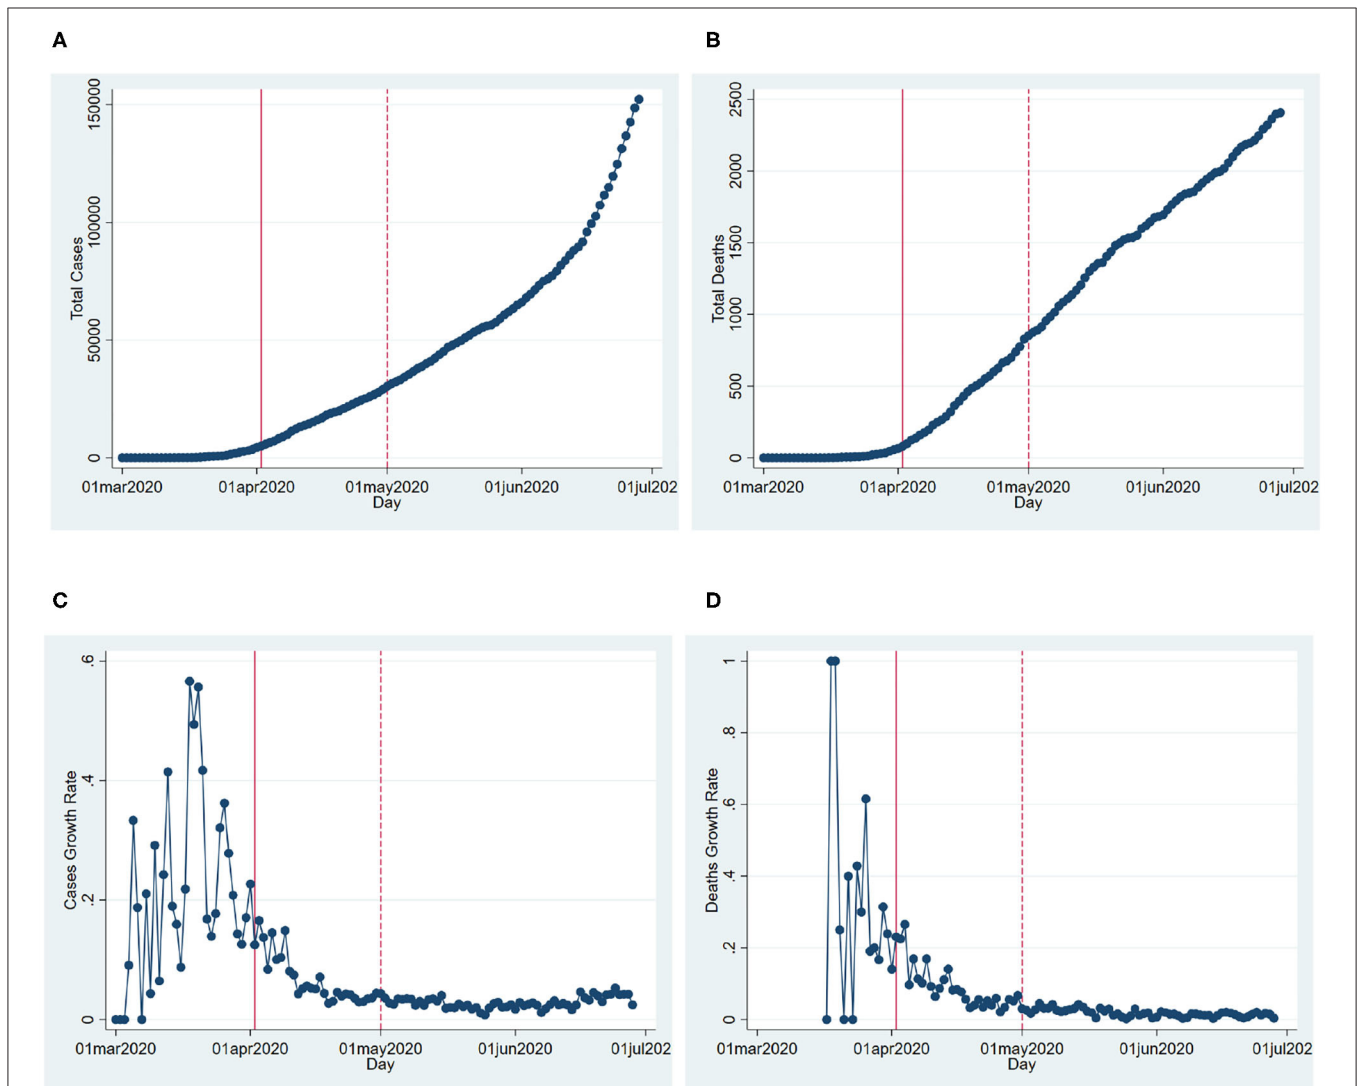 A
B
150000
100000
50000
0
Total Cases
01mar2020
01apr2020
01may2020
01jun2020
01jul202
Day
2500
2000
1500
1000
500
0
Total Deaths
01mar2020
01apr2020
01may2020
01jun2020
01jul202
Day
C
D
.6
.4
.2
0
Cases Growth Rate
01mar2020
01apr2020
01may2020
01jun2020
01jul202
Day
1
.8
.6
.4
.2
0
Deaths Growth Rate
01mar2020
01apr2020
01may2020
01jun2020
01jul202
Day